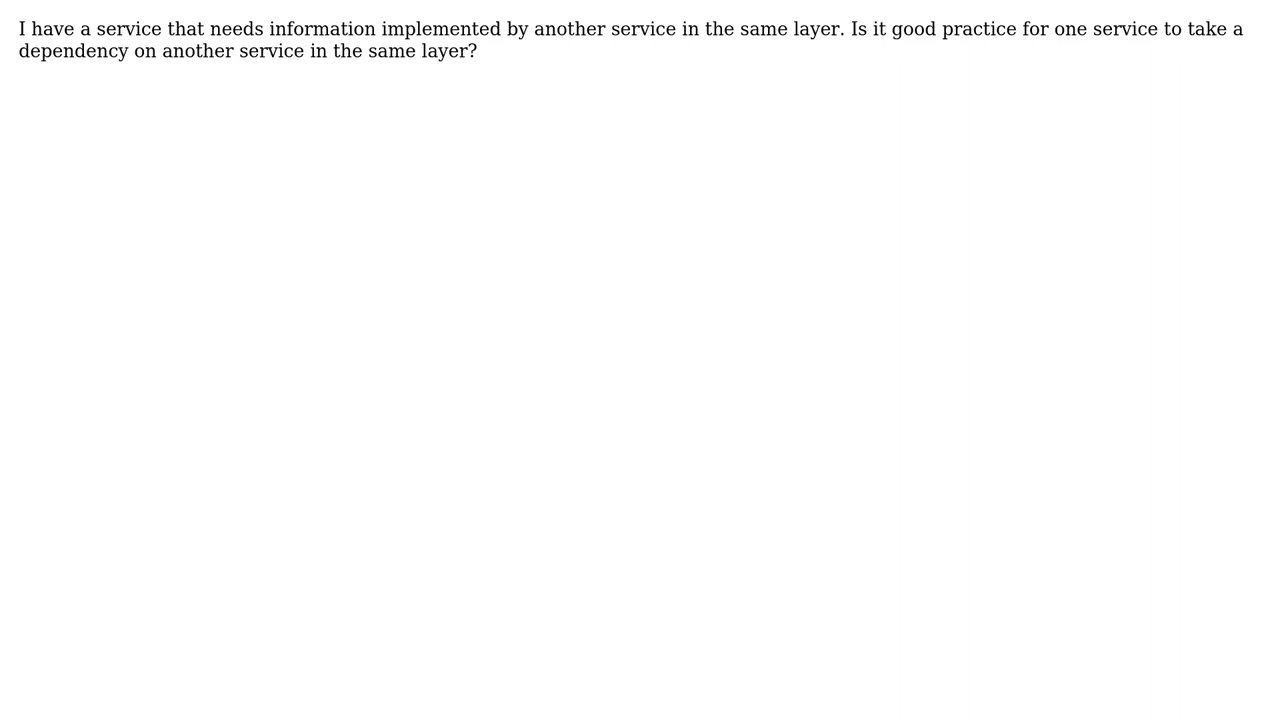 I have a service that needs information implemented by another service in the same layer. Is it good practice for one service to take a
dependency on another service in the same layer?